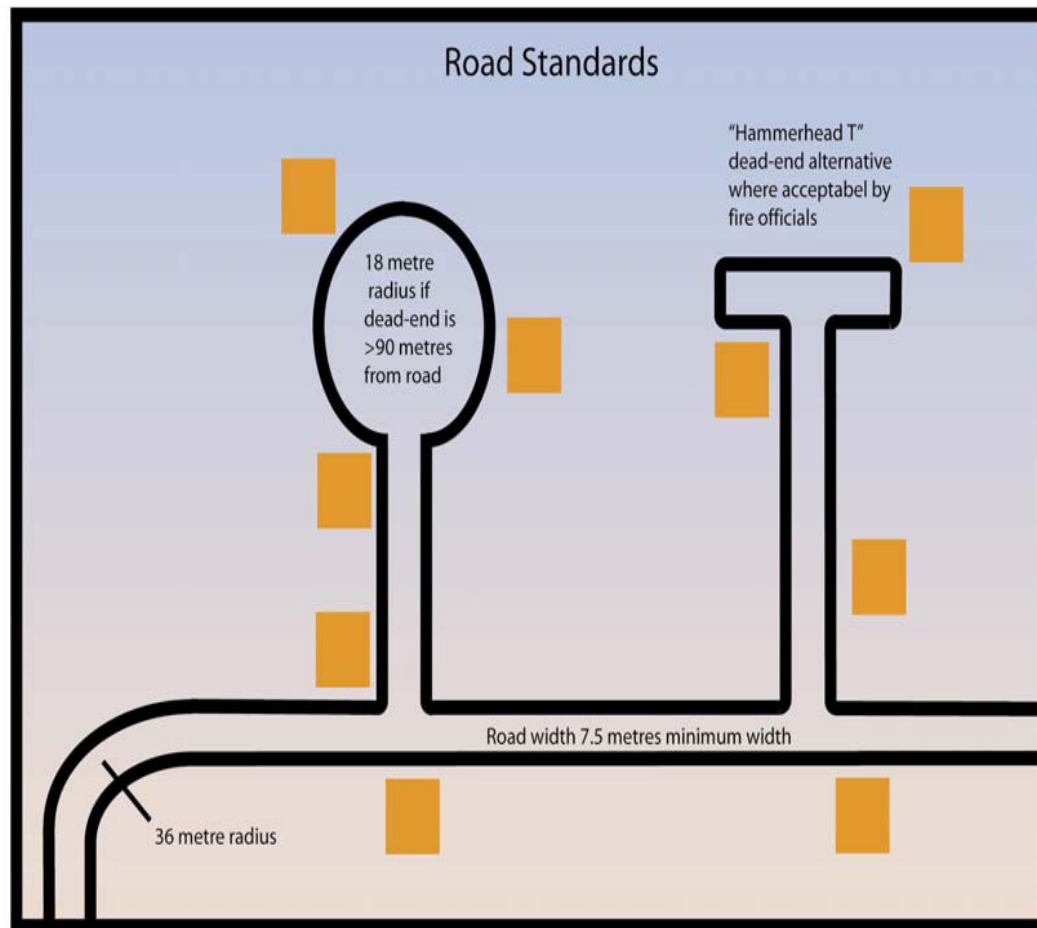 Road Standards
"Hammerhead T"
dead-end alternative
where acceptabel by
fire officials
18 metre
radius if
dead-end is
>90 metres
from road
Road width 7.5 metres minimum width
36 metre radius